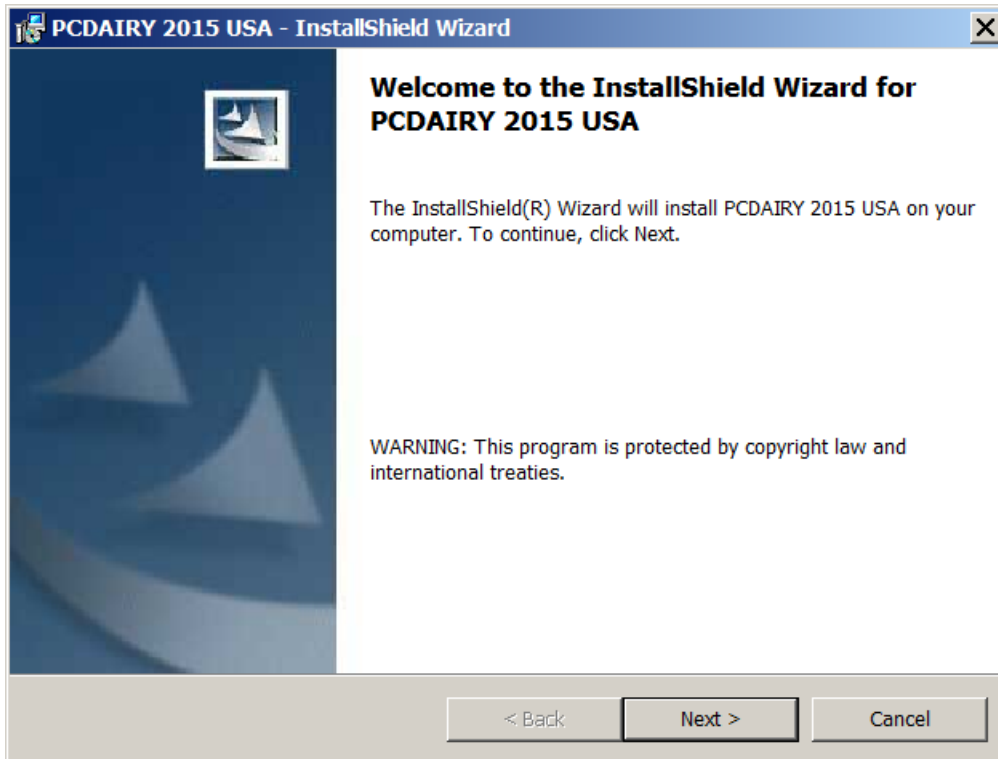 PCDAIRY 2015 USA - InstallShield Wizard
Welcome to the InstallShield Wizard for
PCDAIRY 2015 USA
The InstallShield(R) Wizard will install PCDAIRY 2015 USA on your
computer. To continue, click Next.
WARNING: This program is protected by copyright law and
international treaties.
< Back
Next >
Cancel